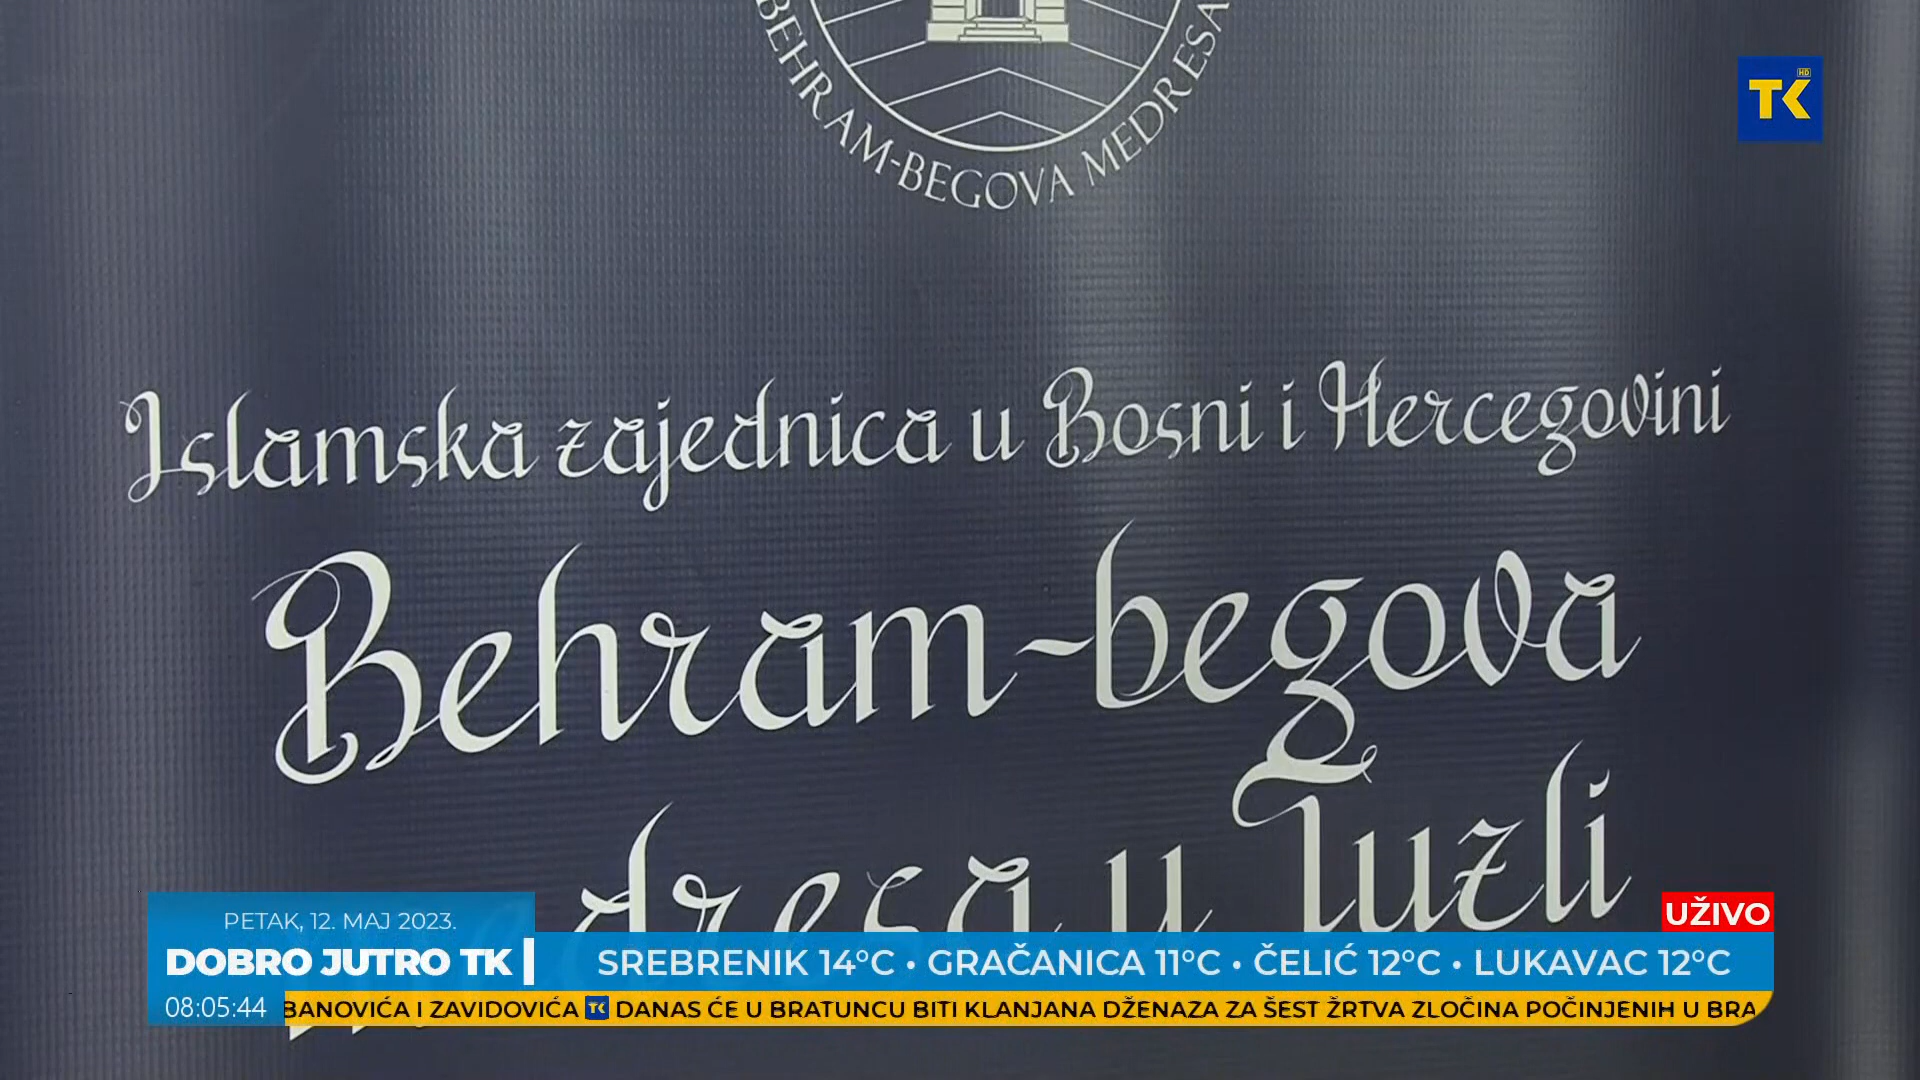 BEHRAM-BEGOVA MEDRESA
TK HD
Islamska zajednica u Bosni i Hercegovini
Behram-begova
u Tuzli
PETAK, 12. MAJ 2023.
UŽIVO
DOBRO JUTRO TK
SREBRENIK 14°C • GRAČANICA 11°C • ČELIĆ 12°C • LUKAVAC 12°C
08:05:44
BANOVIĆA I ZAVIDOVIĆA TK DANAS ĆE U BRATUNCU BITI KLANJANA DŽENAZA ZA ŠEST ŽRTVA ZLOČINA POČINJENIH U BRA